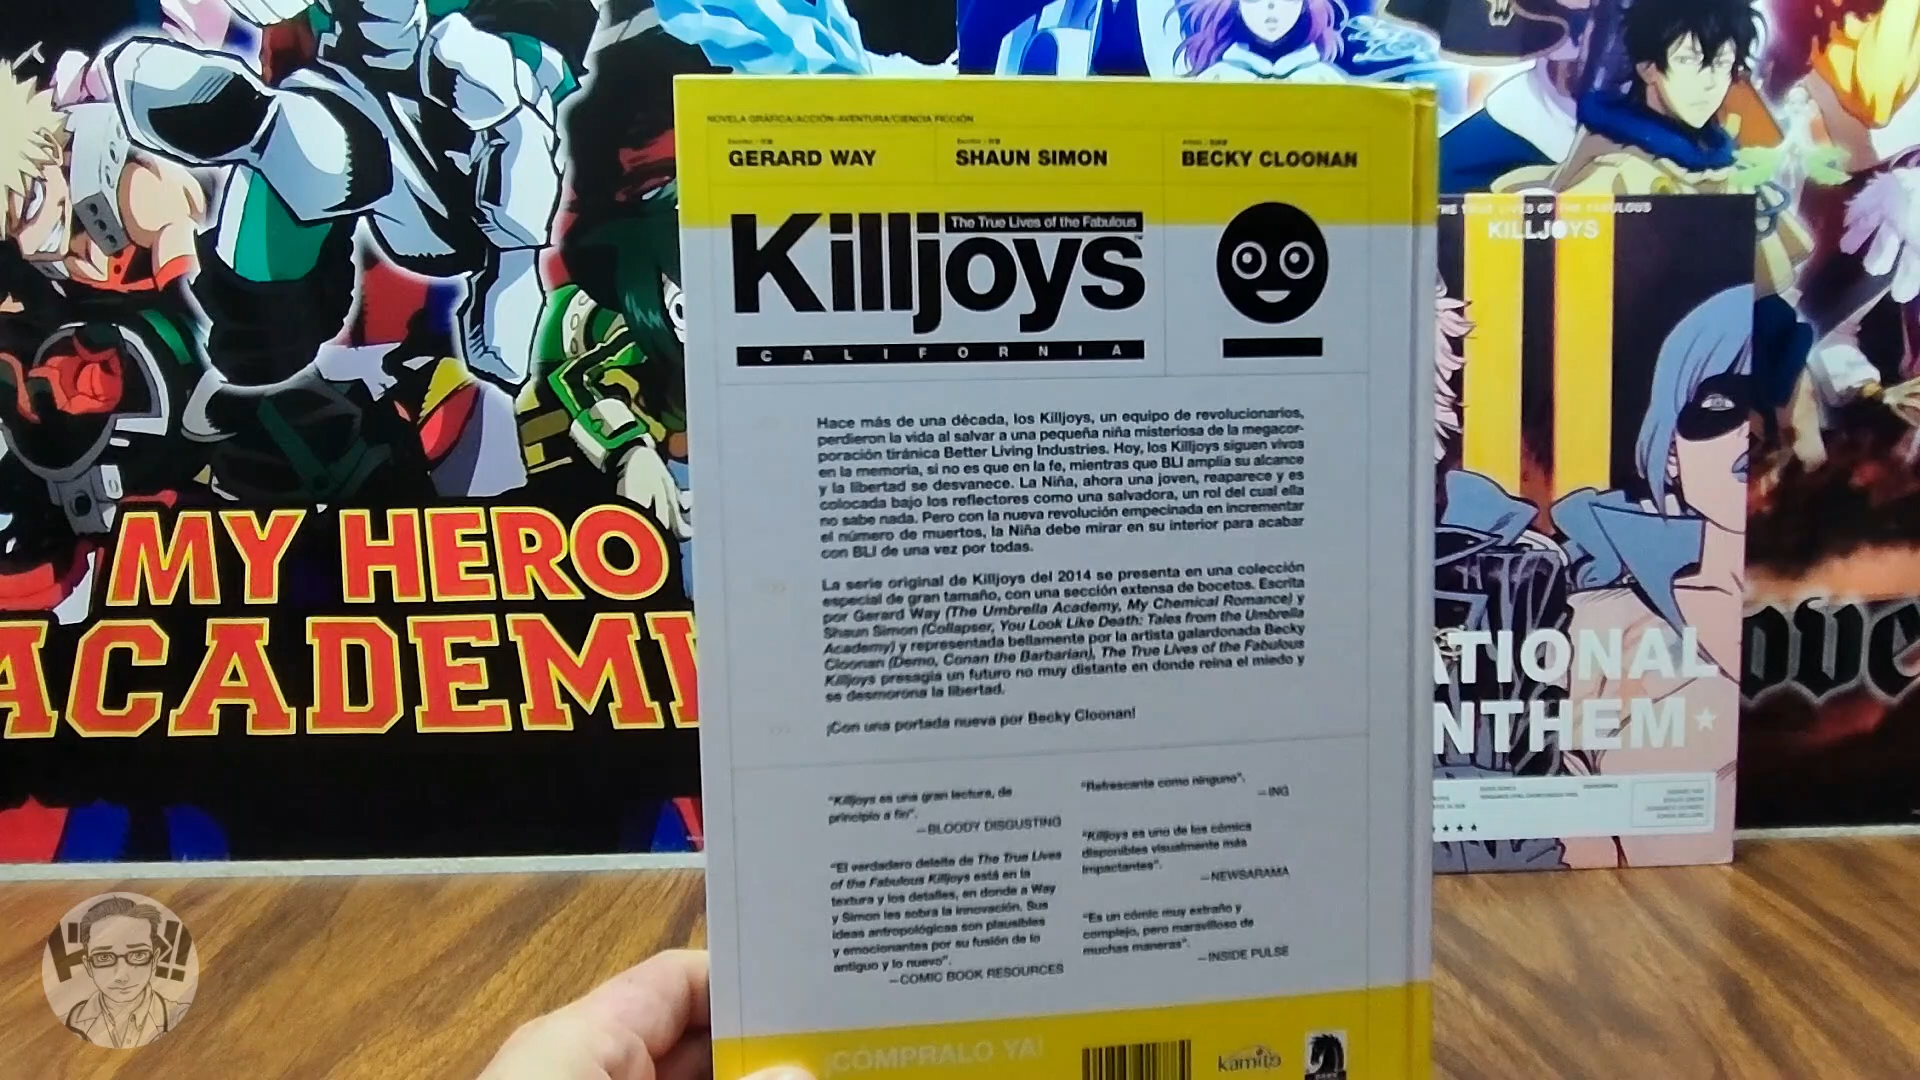 MY HERO
ACADEMI
NOVELA GRÁFICA/ACCIÓN-AVENTURA/CIENCIA FICCIÓN
GERARD WAY
SHAUN SIMON
BECKY CLOONAN
The True Lives of the Fabulous
Killjoys
CALIFORNIA
Hace más de una década, los Killjoys, un equipo de revolucionarios,
perdieron la vida al salvar a una pequeña niña misteriosa de la megacor-
poración tiránica Better Living Industries. Hoy, los Killjoys siguen vivos
en la memoria, si no es que en la fe, mientras que BLI amplía su alcance
y la libertad se desvanece. La Niña, ahora una joven, reaparece y es
colocada bajo los reflectores como una salvadora, un rol del cual ella
no sabe nada. Pero con la nueva revolución empecinada en incrementar
el número de muertos, la Niña debe mirar en su interior para acabar
con BLI de una vez por todas.
La serie original de Killjoys del 2014 se presenta en una colección
especial de gran tamaño, con una sección extensa de bocetos. Escrita
por Gerard Way (The Umbrella Academy, My Chemical Romance) y
Shaun Simon (Collapser, You Look Like Death: Tales from the Umbrella
Academy) y representada bellamente por la artista galardonada Becky
Cloonan (Demo, Conan the Barbarian), The True Lives of the Fabulous
Killjoys presagia un futuro no muy distante en donde reina el miedo y
se desmorona la libertad.
¡Con una portada nueva por Becky Cloonan!
"Killjoys es una gran lectura, de
principio a fin".
—BLOODY DISGUSTING
"El verdadero deleite de The True Lives
of the Fabulous Killjoys está en la
textura y los detalles, en donde a Way
y Simon les sobra la innovación. Sus
ideas antropológicas son plausibles
y emocionantes por su fusión de lo
antiguo y lo nuevo".
—COMIC BOOK RESOURCES
"Refrescante como ninguno".
—ING
"Killjoys es uno de los cómics
disponibles visualmente más
impactantes".
—NEWSARAMA
"Es un cómic muy extraño y
complejo, pero maravilloso de
muchas maneras".
—INSIDE PULSE
¡CÓMPRALO YA!
kamite
THE TRUE LIVES OF THE FABULOUS
KILLJOYS
ATIONAL
NTHEM
ove